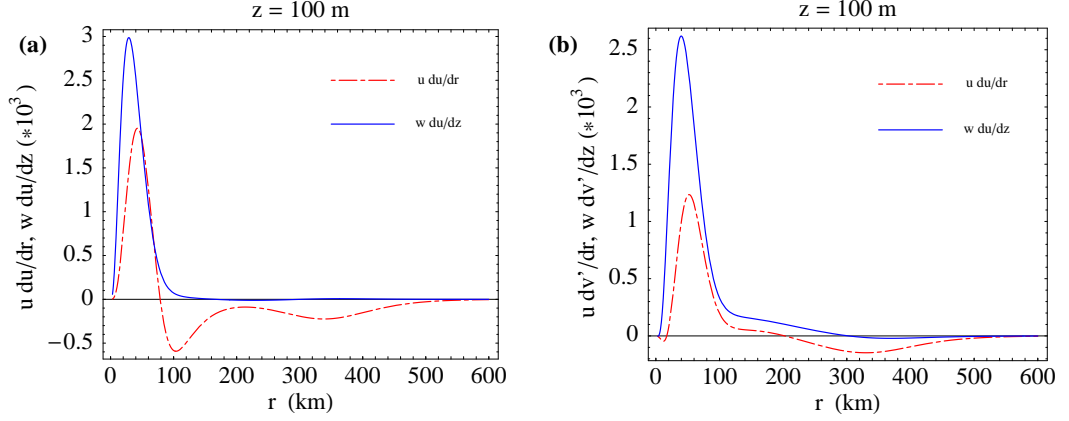 z = 100 m
(a)
u du/dr, w du/dz (*10^3)
3
2.5
2
1.5
1
0.5
0
−0.5
u du/dr
w du/dz
0 100 200 300 400 500 600
r (km)
z = 100 m
(b)
u dv'/dr, w dv'/dz (*10^3)
2.5
2
1.5
1
0.5
0
u du/dr
w du/dz
0 100 200 300 400 500 600
r (km)